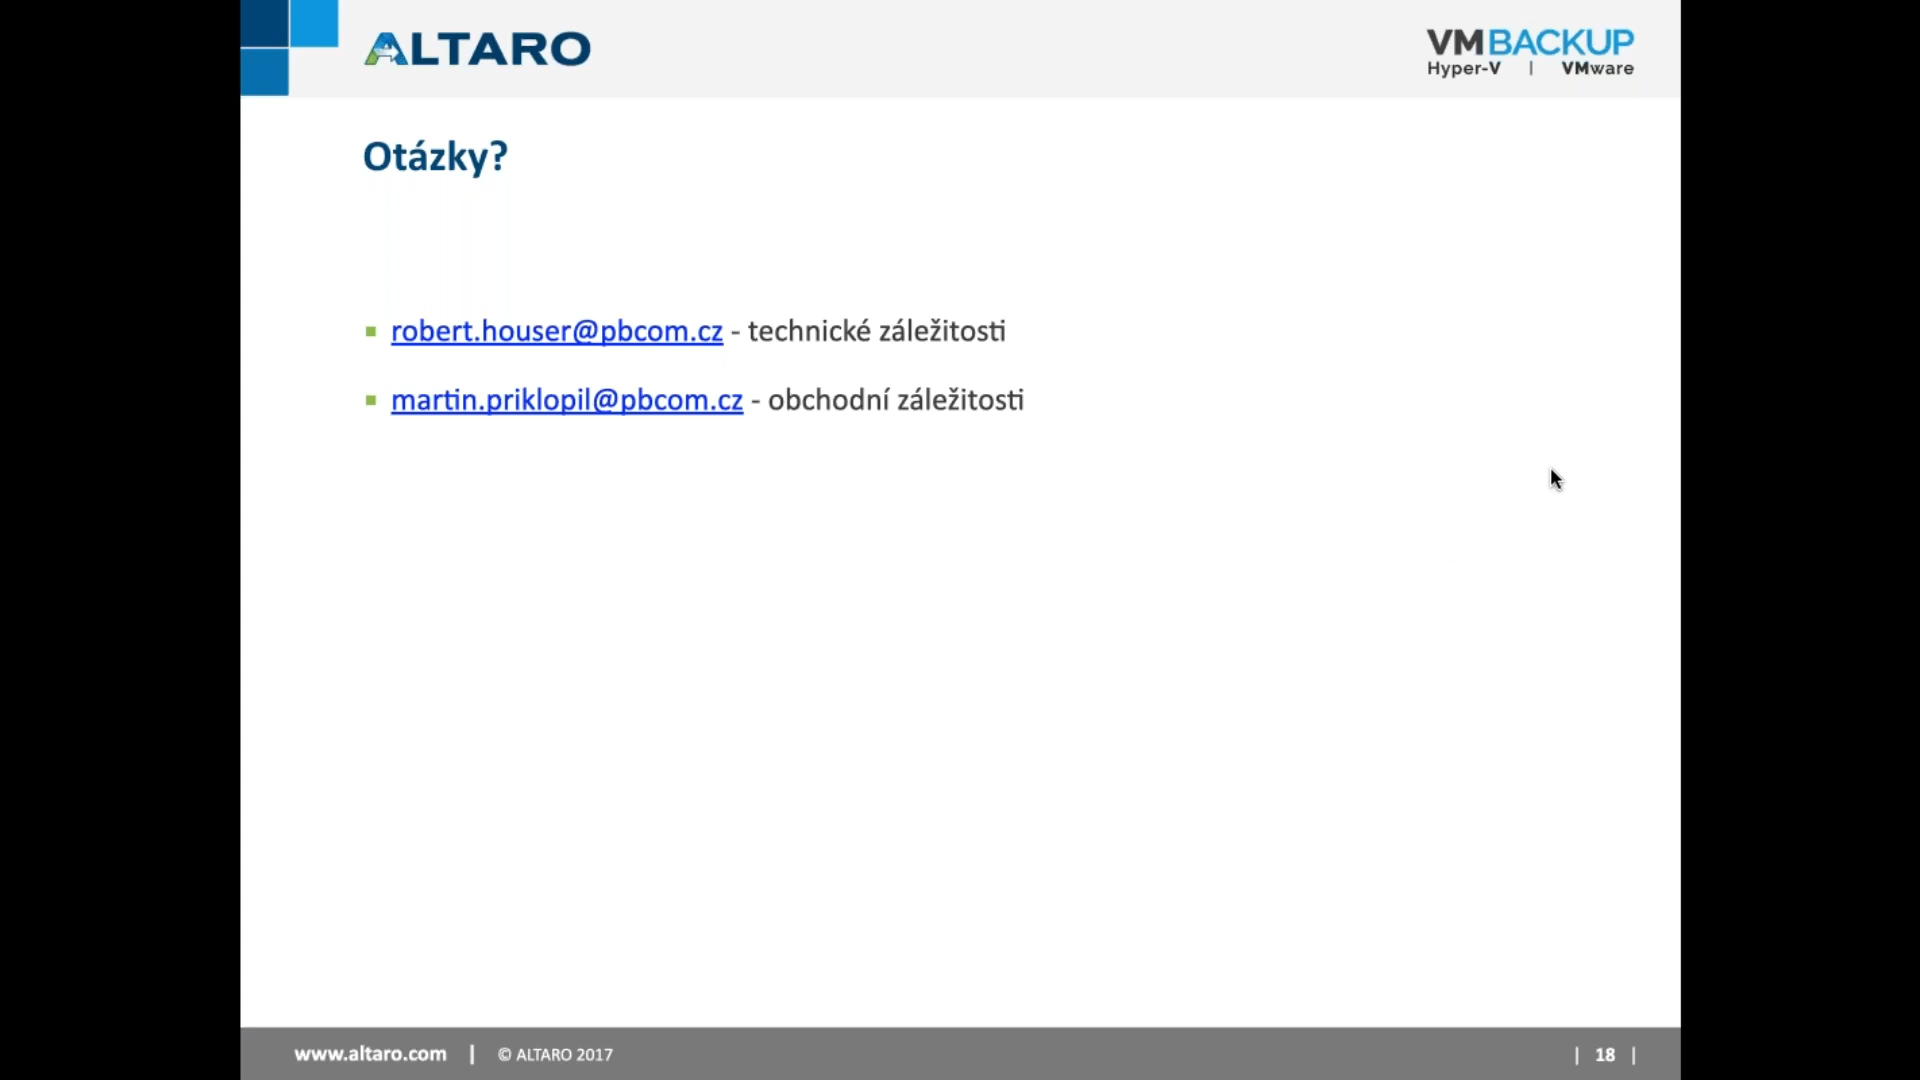 ALTARO
VMBACKUP
Hyper-V | VMware
Otázky?
robert.houser@pbcom.cz - technické záležitosti
martin.priklopil@pbcom.cz - obchodní záležitosti
www.altaro.com | © ALTARO 2017
| 18 |